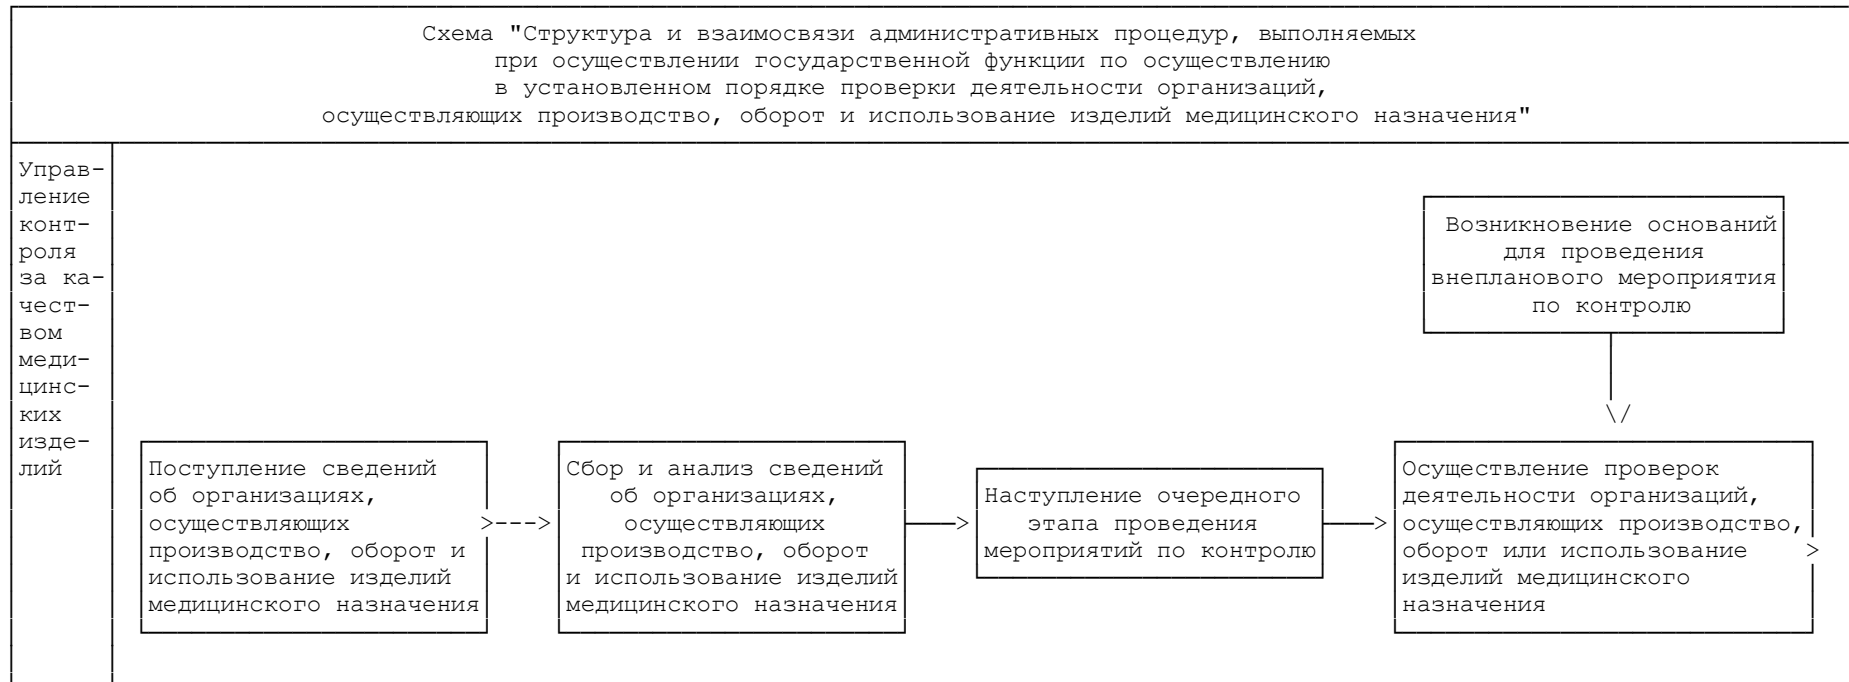 Схема "Структура и взаимосвязи административных процедур, выполняемых
при осуществлении государственной функции по осуществлению
в установленном порядке проверки деятельности организаций,
осуществляющих производство, оборот и использование изделий медицинского назначения"
Управ-
ление
конт-
роля
за ка-
чест-
вом
меди-
цинс-
ких
изде-
лий
Возникновение оснований
для проведения
внепланового мероприятия
по контролю
Поступление сведений
об организациях,
осуществляющих
производство, оборот и
использование изделий
медицинского назначения
Сбор и анализ сведений
об организациях,
осуществляющих
производство, оборот
и использование изделий
медицинского назначения
Наступление очередного
этапа проведения
мероприятий по контролю
Осуществление проверок
деятельности организаций,
осуществляющих производство,
оборот или использование
изделий медицинского
назначения